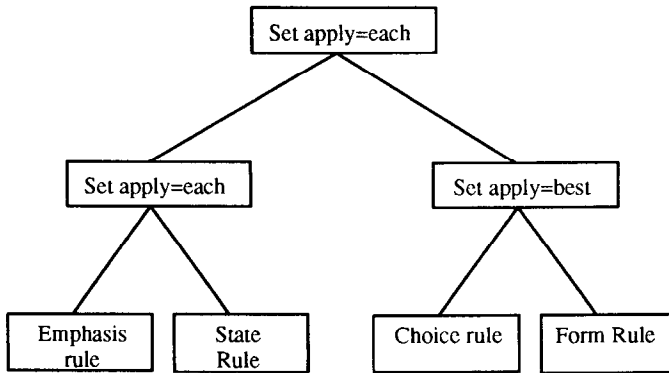 Set apply=each
Set apply=each
Set apply=best
Emphasis
rule
State
Rule
Choice rule
Form Rule